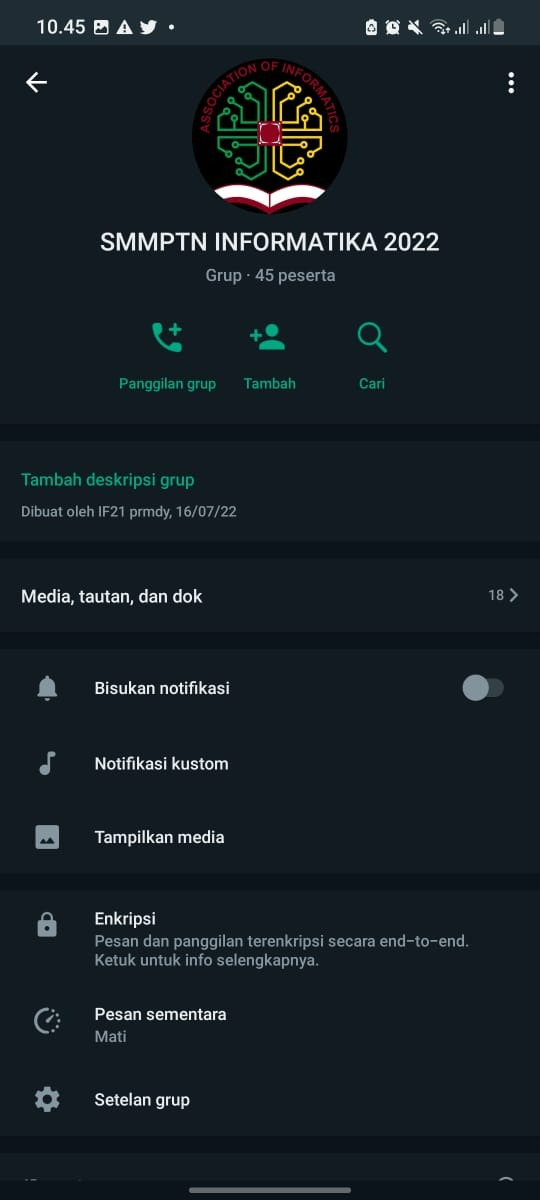 10.45
ASSOCIATION OF INFORMATICS
SMMPTN INFORMATIKA 2022
Grup · 45 peserta
Panggilan grup
Tambah
Cari
Tambah deskripsi grup
Dibuat oleh IF21 prmdy, 16/07/22
Media, tautan, dan dok
18
Bisukan notifikasi
Notifikasi kustom
Tampilkan media
Enkripsi
Pesan dan panggilan terenkripsi secara end-to-end.
Ketuk untuk info selengkapnya.
Pesan sementara
Mati
Setelan grup